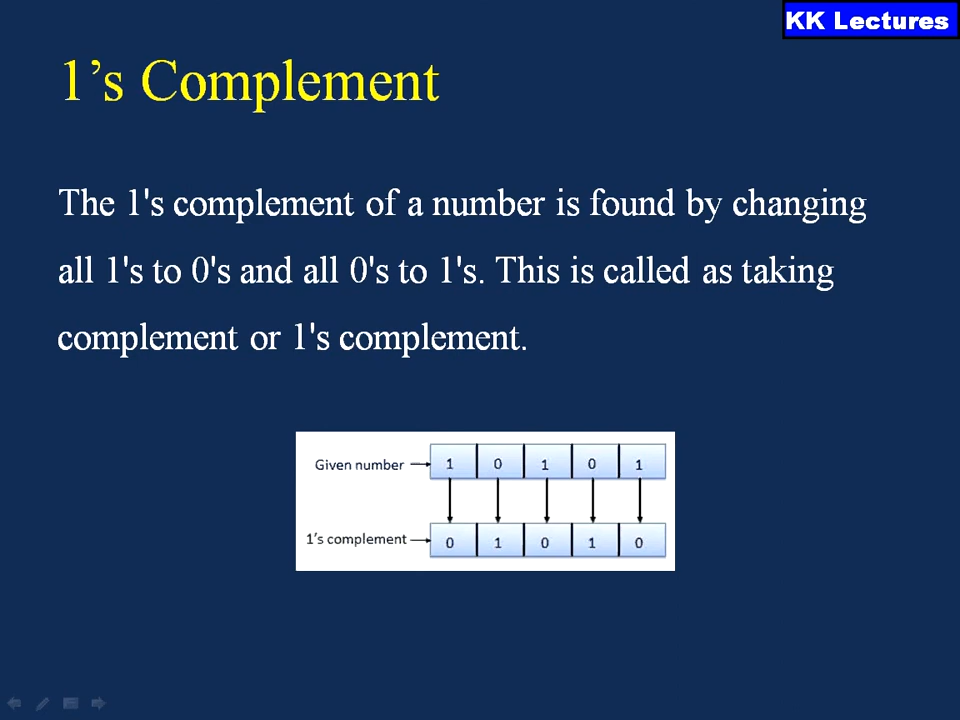 KK Lectures
1’s Complement
The 1's complement of a number is found by changing
all 1's to 0's and all 0's to 1's. This is called as taking
complement or 1's complement.
Given number 1 0 1 0 1
1’s complement 0 1 0 1 0